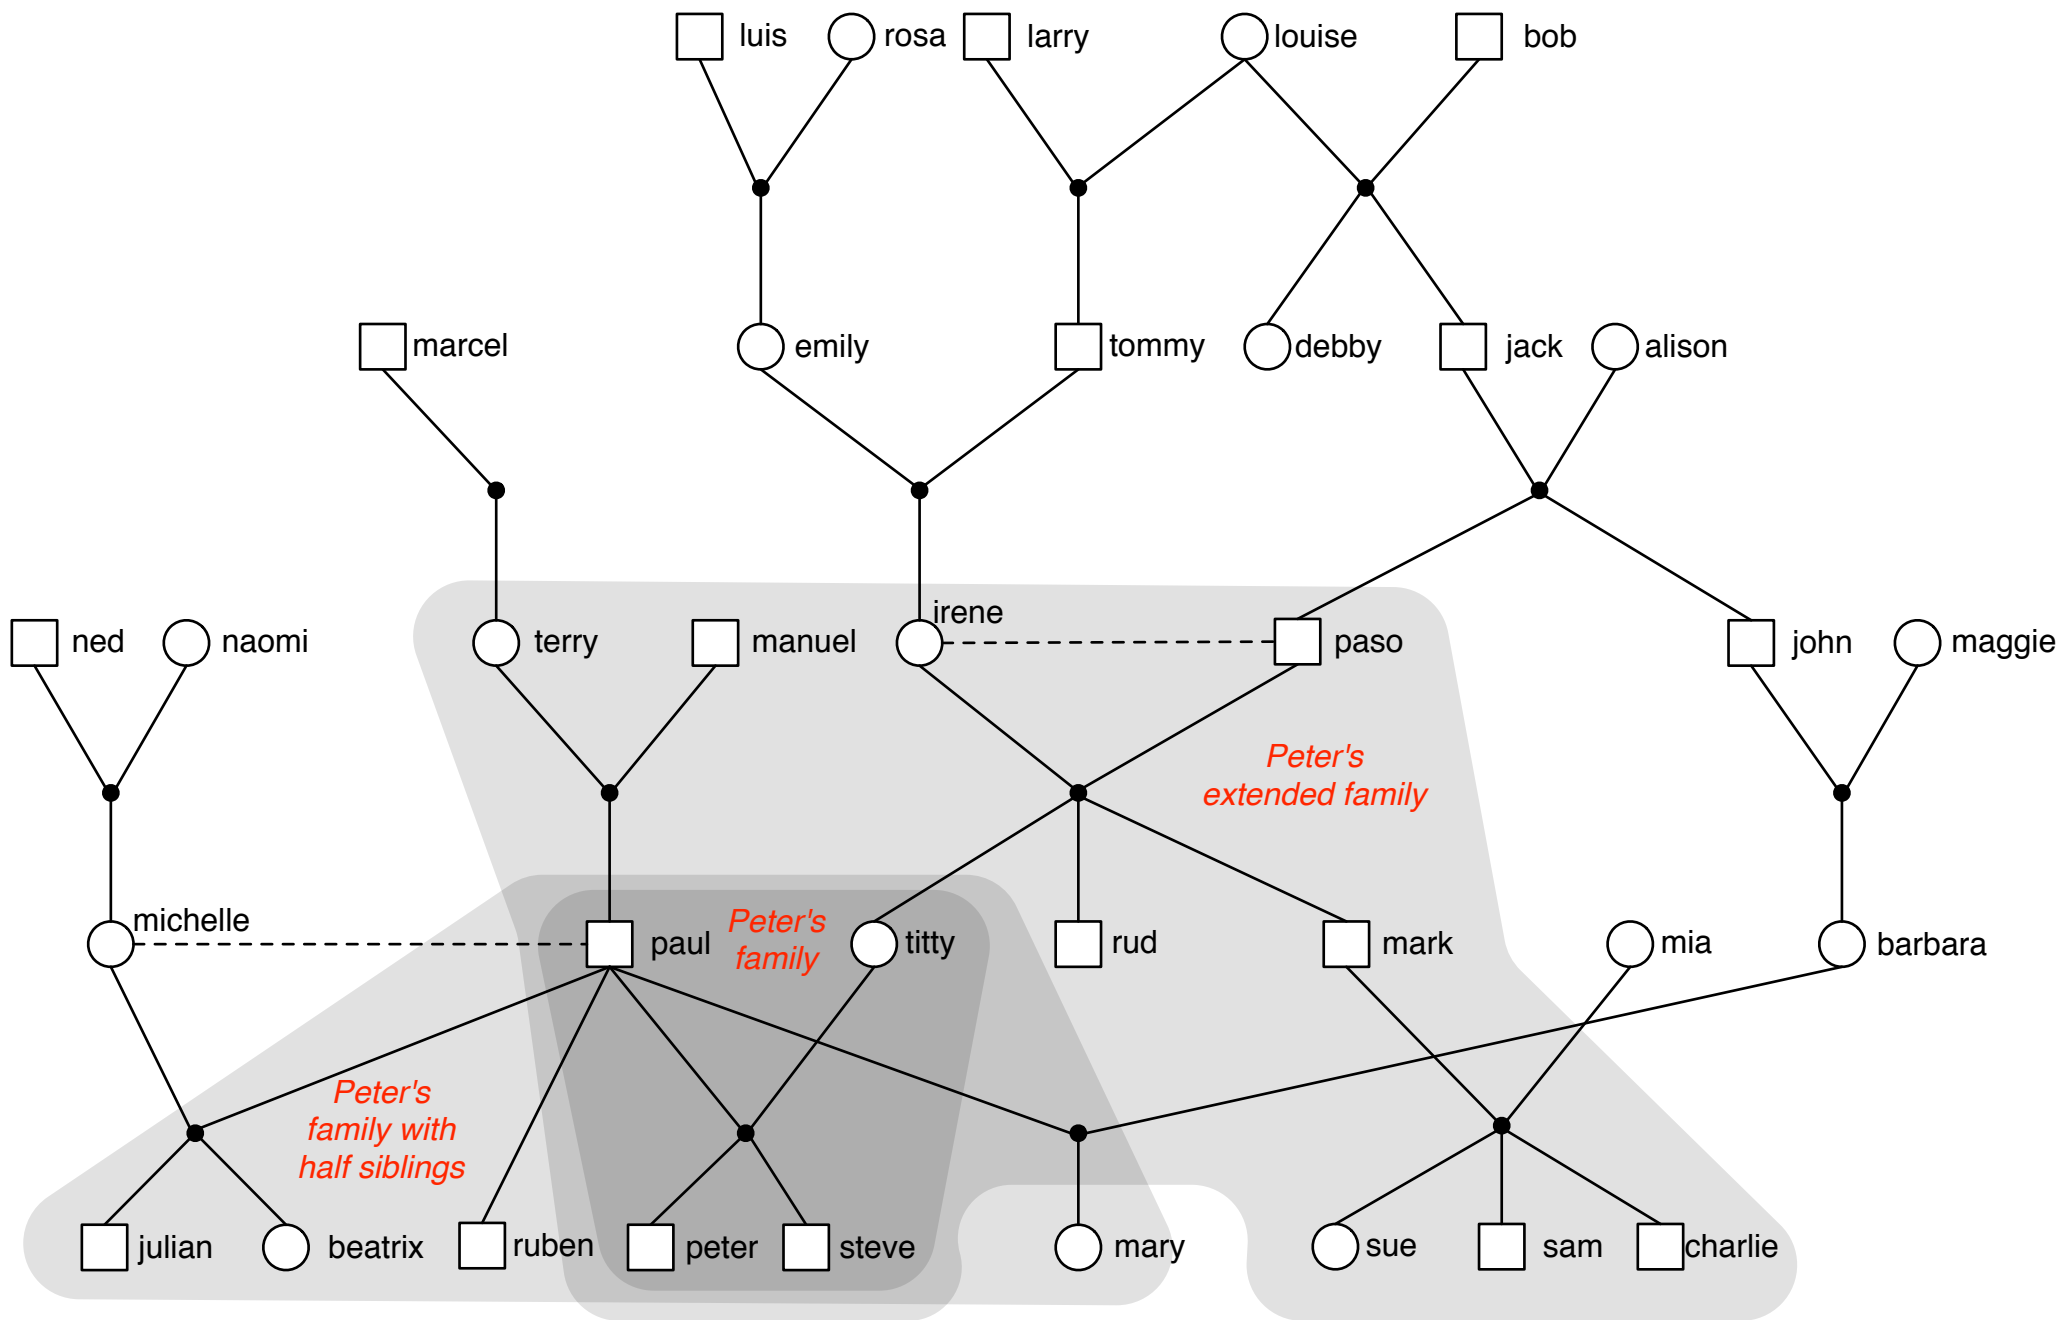 luis rosa larry louise bob
marcel emily tommy debby jack alison
irene
ned naomi terry manuel paso john maggie
Peter's
extended family
michelle
Peter's
family
paul titty rud mark mia barbara
Peter's
family with
half siblings
julian beatrix ruben peter steve mary sue sam charlie